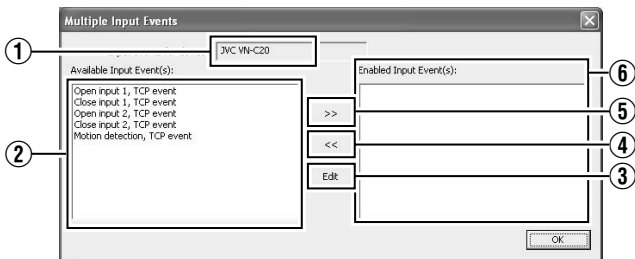 Multiple Input Events
① JVC VN-C20
Available Input Event(s):
Enabled Input Event(s):
⑥
Open input 1, TCP event
Close input 1, TCP event
Open input 2, TCP event
Close input 2, TCP event
Motion detection, TCP event
②
>> ⑤
<< ④
Edit ③
OK